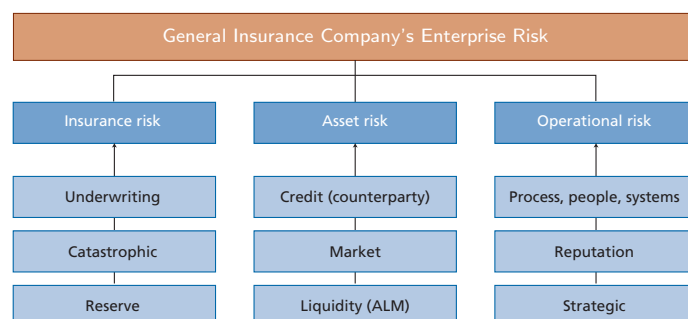 General Insurance Company's Enterprise Risk
Insurance risk
Asset risk
Operational risk
Underwriting
Credit (counterparty)
Process, people, systems
Catastrophic
Market
Reputation
Reserve
Liquidity (ALM)
Strategic